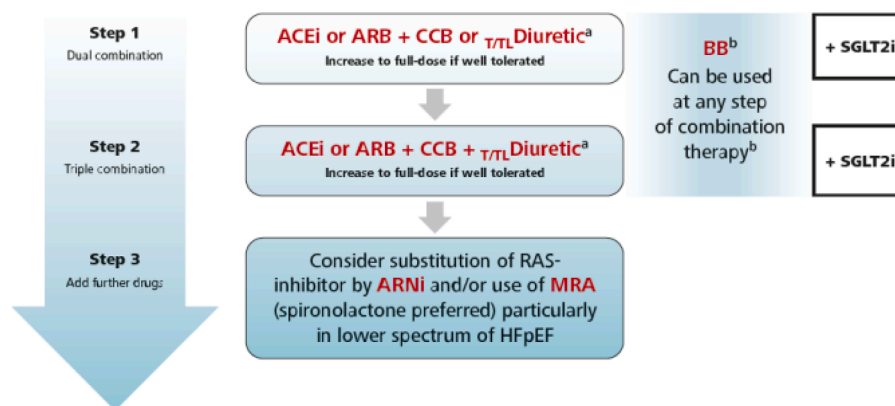 Step 1
Dual combination
ACEi or ARB + CCB or T/TLDiureticᵃ
Increase to full-dose if well tolerated
BBᵇ
Can be used
at any step
of combination
therapyᵇ
+ SGLT2i
Step 2
Triple combination
ACEi or ARB + CCB + T/TLDiureticᵃ
Increase to full-dose if well tolerated
+ SGLT2i
Step 3
Add further drugs
Consider substitution of RAS-
inhibitor by ARNi and/or use of MRA
(spironolactone preferred) particularly
in lower spectrum of HFpEF